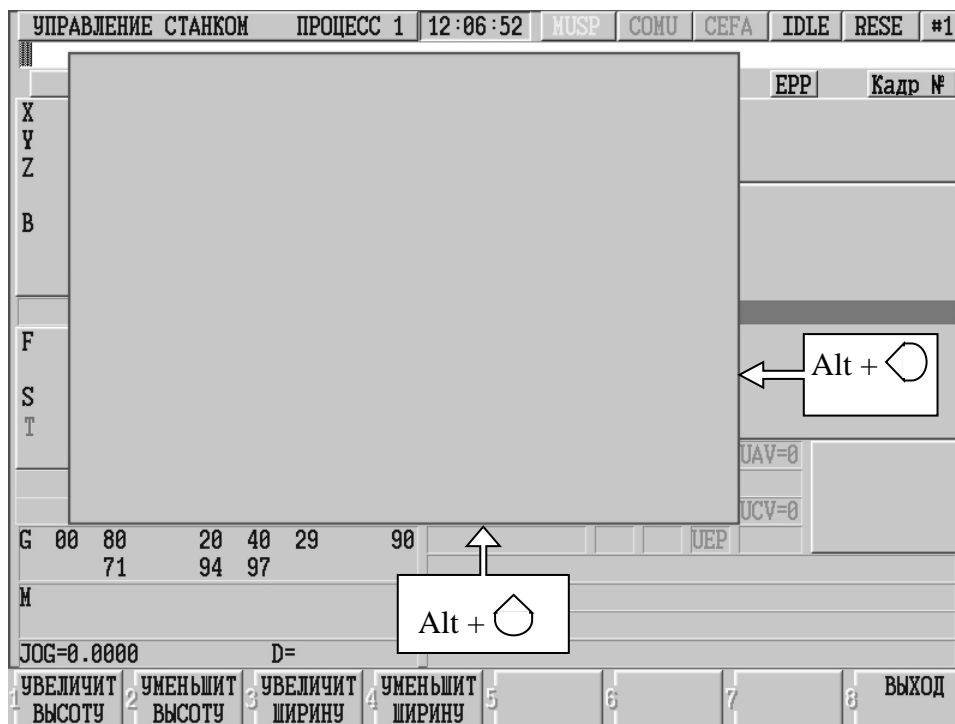 УПРАВЛЕНИЕ СТАНКОМ ПРОЦЕСС 1 12:06:52 MUSP COMU CEFA IDLE RESE #1
EPP Кадр №
X
Y
Z
B
F
Alt +
S
T
UAV=0
UCV=0
G 00 80 20 40 29 90 UEP
71 94 97
M
Alt +
JOG=0.0000 D=
1 УВЕЛИЧИТ ВЫСОТУ 2 УМЕНЬШИТ ВЫСОТУ 3 УВЕЛИЧИТ ШИРИНУ 4 УМЕНЬШИТ ШИРИНУ 5 6 7 8 ВЫХОД